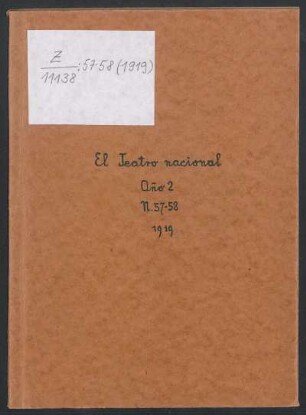 Z
11138 :57-58 (1919)
El Teatro nacional
Año 2
N. 57-58
1919